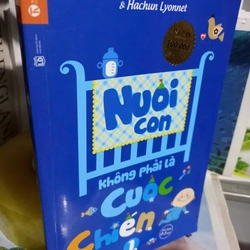 & Hachun Lyonnet
Nuôi
con
Không phải là
Cuộc
Chiến